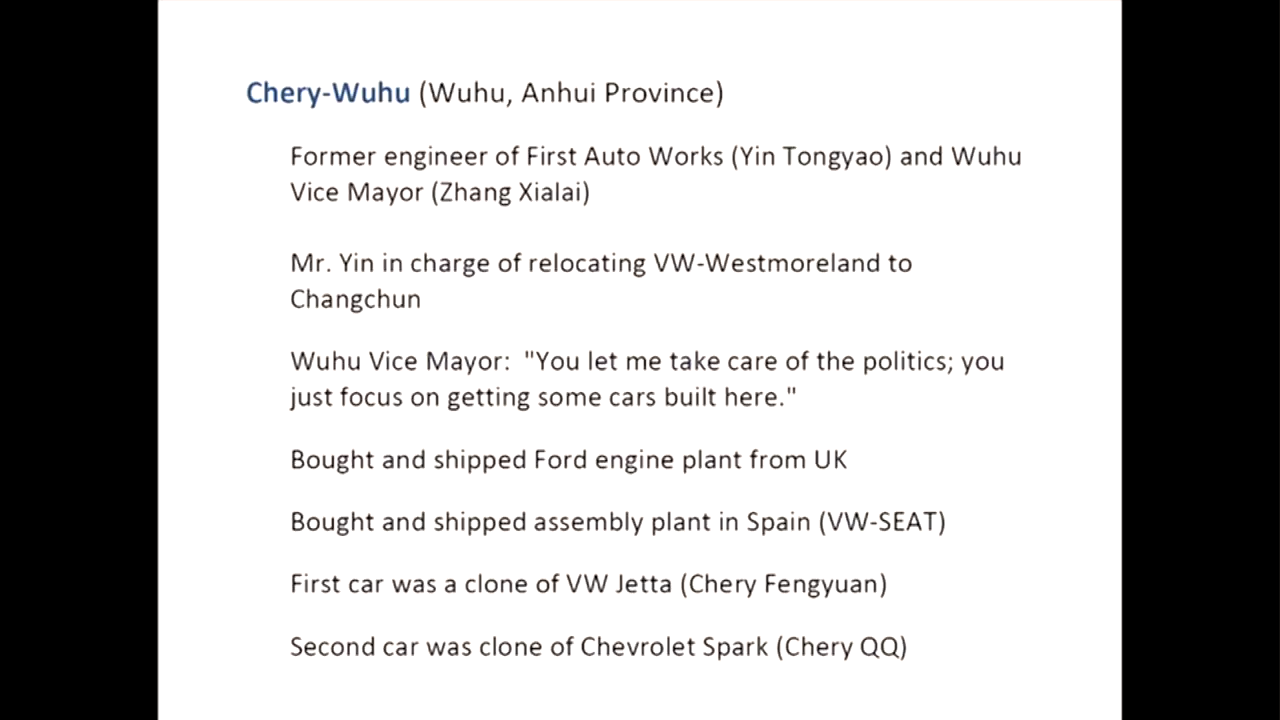 Chery-Wuhu (Wuhu, Anhui Province)
Former engineer of First Auto Works (Yin Tongyao) and Wuhu
Vice Mayor (Zhang Xialai)
Mr. Yin in charge of relocating VW-Westmoreland to
Changchun
Wuhu Vice Mayor:  "You let me take care of the politics; you
just focus on getting some cars built here."
Bought and shipped Ford engine plant from UK
Bought and shipped assembly plant in Spain (VW-SEAT)
First car was a clone of VW Jetta (Chery Fengyuan)
Second car was clone of Chevrolet Spark (Chery QQ)